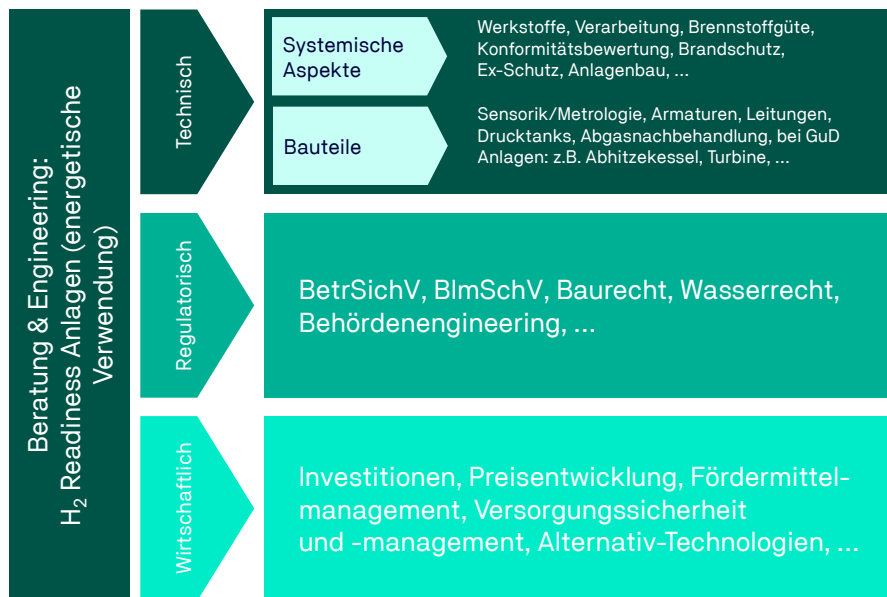 Beratung & Engineering:
H₂ Readiness Anlagen (energetische
Verwendung)
Technisch
Systemische
Aspekte
Werkstoffe, Verarbeitung, Brennstoffgüte,
Konformitätsbewertung, Brandschutz,
Ex-Schutz, Anlagenbau, ...
Bauteile
Sensorik/Metrologie, Armaturen, Leitungen,
Drucktanks, Abgasnachbehandlung, bei GuD
Anlagen: z.B. Abhitzekessel, Turbine, ...
Regulatorisch
BetrSichV, BImSchV, Baurecht, Wasserrecht,
Behördenengineering, ...
Wirtschaftlich
Investitionen, Preisentwicklung, Fördermittel-
management, Versorgungssicherheit
und -management, Alternativ-Technologien, ...